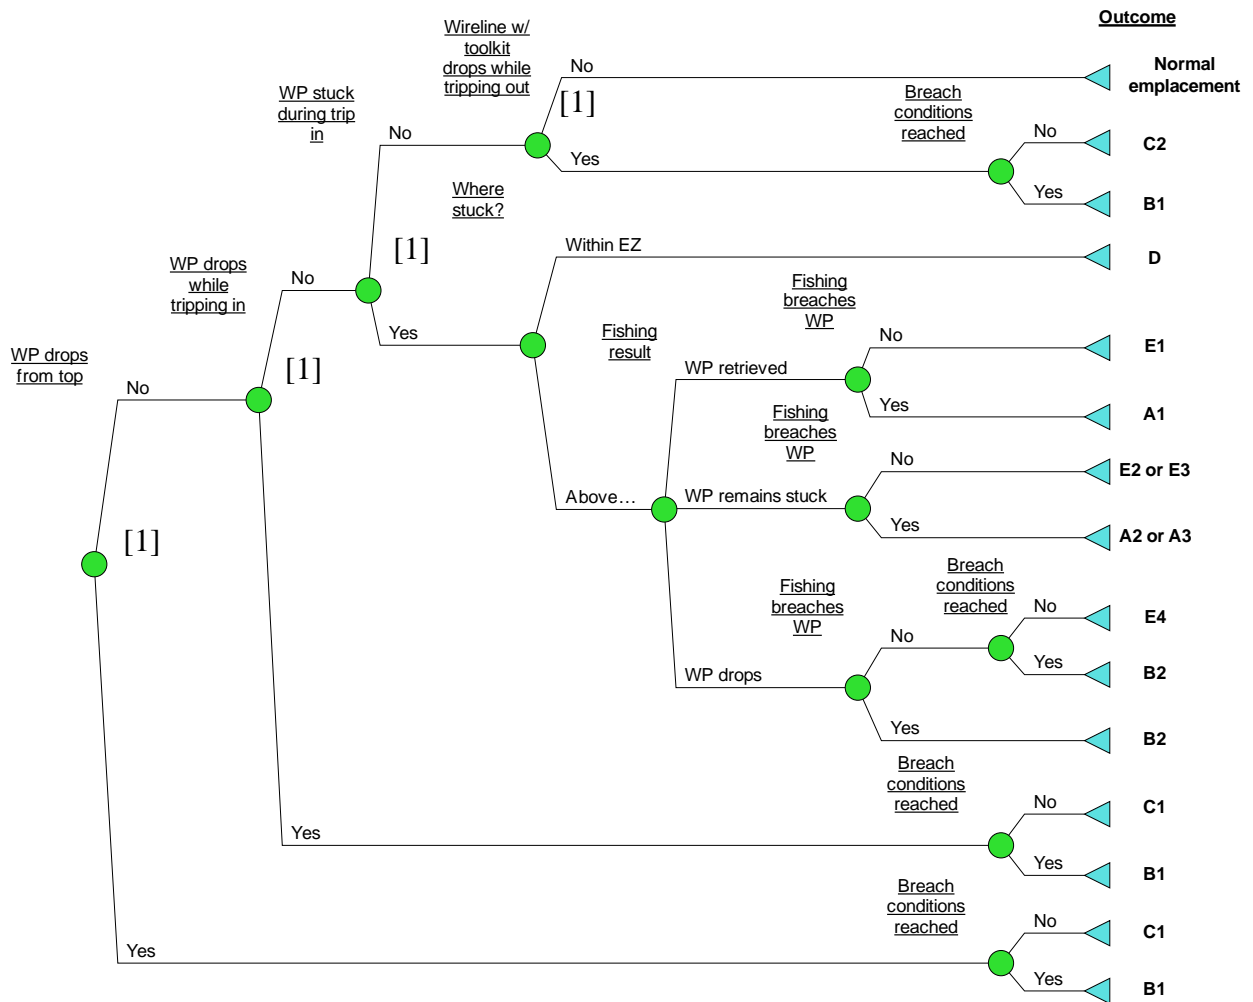 Outcome
Wireline w/
toolkit
drops while
tripping out
No
Normal
emplacement
WP stuck
during trip
in
[1]
Breach
conditions
reached
No
No
C2
Yes
Where
stuck?
Yes
B1
[1]
Within EZ
D
WP drops
while
tripping in
No
Fishing
breaches
WP
Yes
Fishing
result
No
E1
WP drops
from top
[1]
WP retrieved
No
Yes
A1
Fishing
breaches
WP
No
E2 or E3
Above…
WP remains stuck
[1]
Yes
A2 or A3
Breach
conditions
reached
Fishing
breaches
WP
No
E4
No
Yes
B2
WP drops
Yes
B2
Breach
conditions
reached
No
C1
Yes
Yes
B1
Breach
conditions
reached
No
C1
Yes
Yes
B1